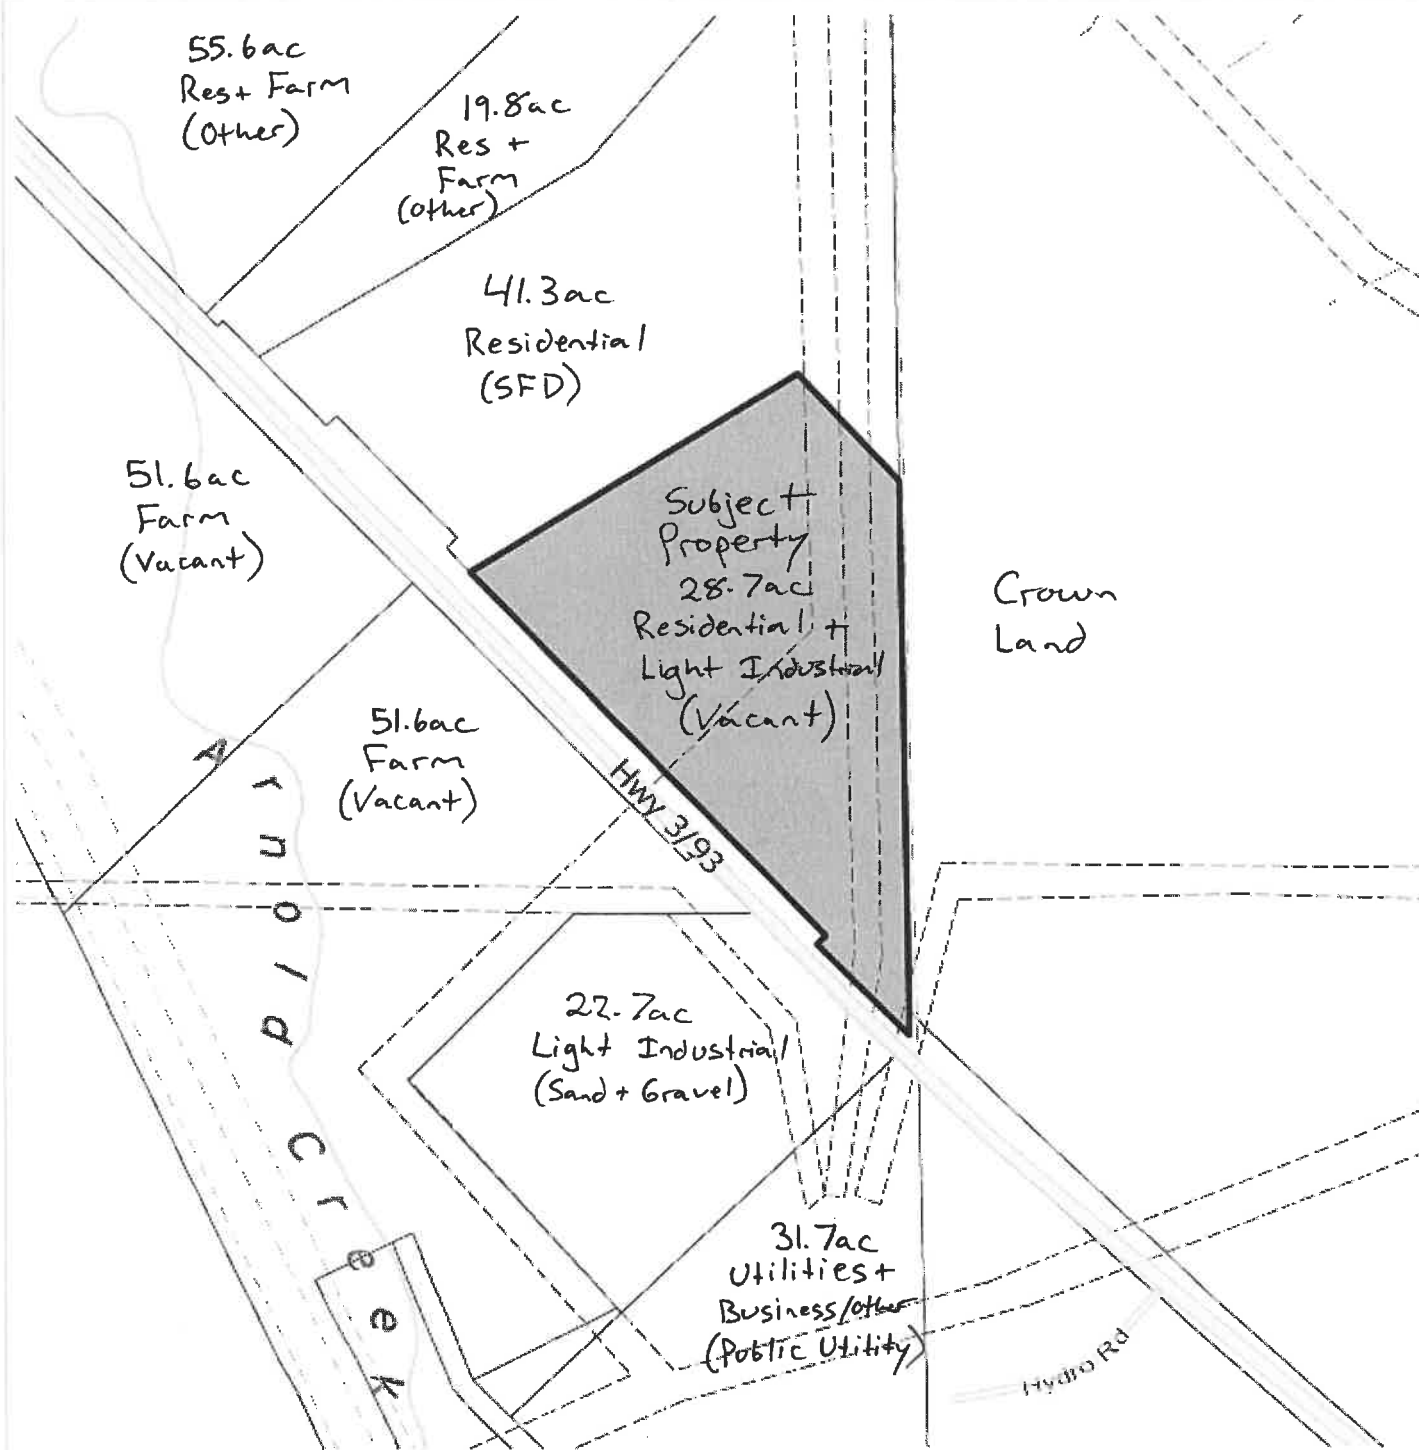 55.6ac
Res+ Farm
(Other)
19.8ac
Res +
Farm
(Other)
41.3ac
Residential
(SFD)
51.6ac
Farm
(Vacant)
Subject
Property
28.7ac
Residential +
Light Industrial
(Vacant)
Crown
Land
51.6ac
Farm
(Vacant)
Hwy 3/93
Arnold Creek
22.7ac
Light Industrial
(Sand + Gravel)
31.7ac
Utilities +
Business/other
(Public Utility)
Hydro Rd